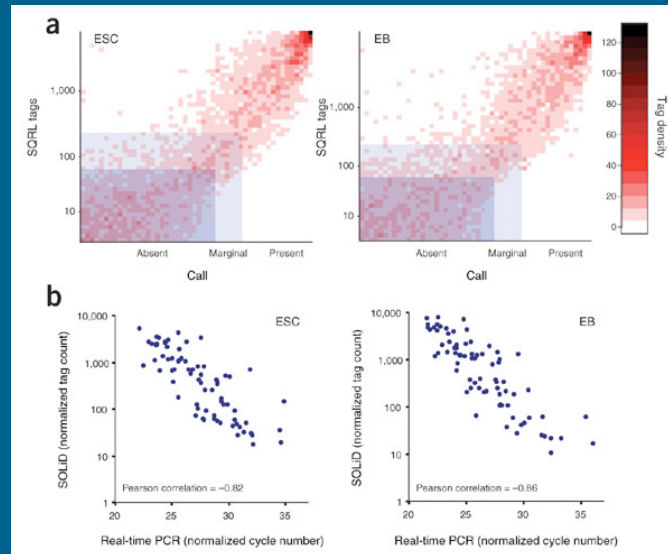 a
ESC
EB
SQRL tags
1,000
100
10
Absent Marginal Present
Call
SQRL tags
1,000
100
10
Absent Marginal Present
Call
120
100
80
60
40
20
0
Tag density
b
ESC
SOLiD (normalized tag count)
10,000
1,000
100
10
1
Pearson correlation = –0.82
20 25 30 35
Real-time PCR (normalized cycle number)
EB
SOLiD (normalized tag count)
10,000
1,000
100
10
1
Pearson correlation = –0.86
20 25 30 35
Real-time PCR (normalized cycle number)